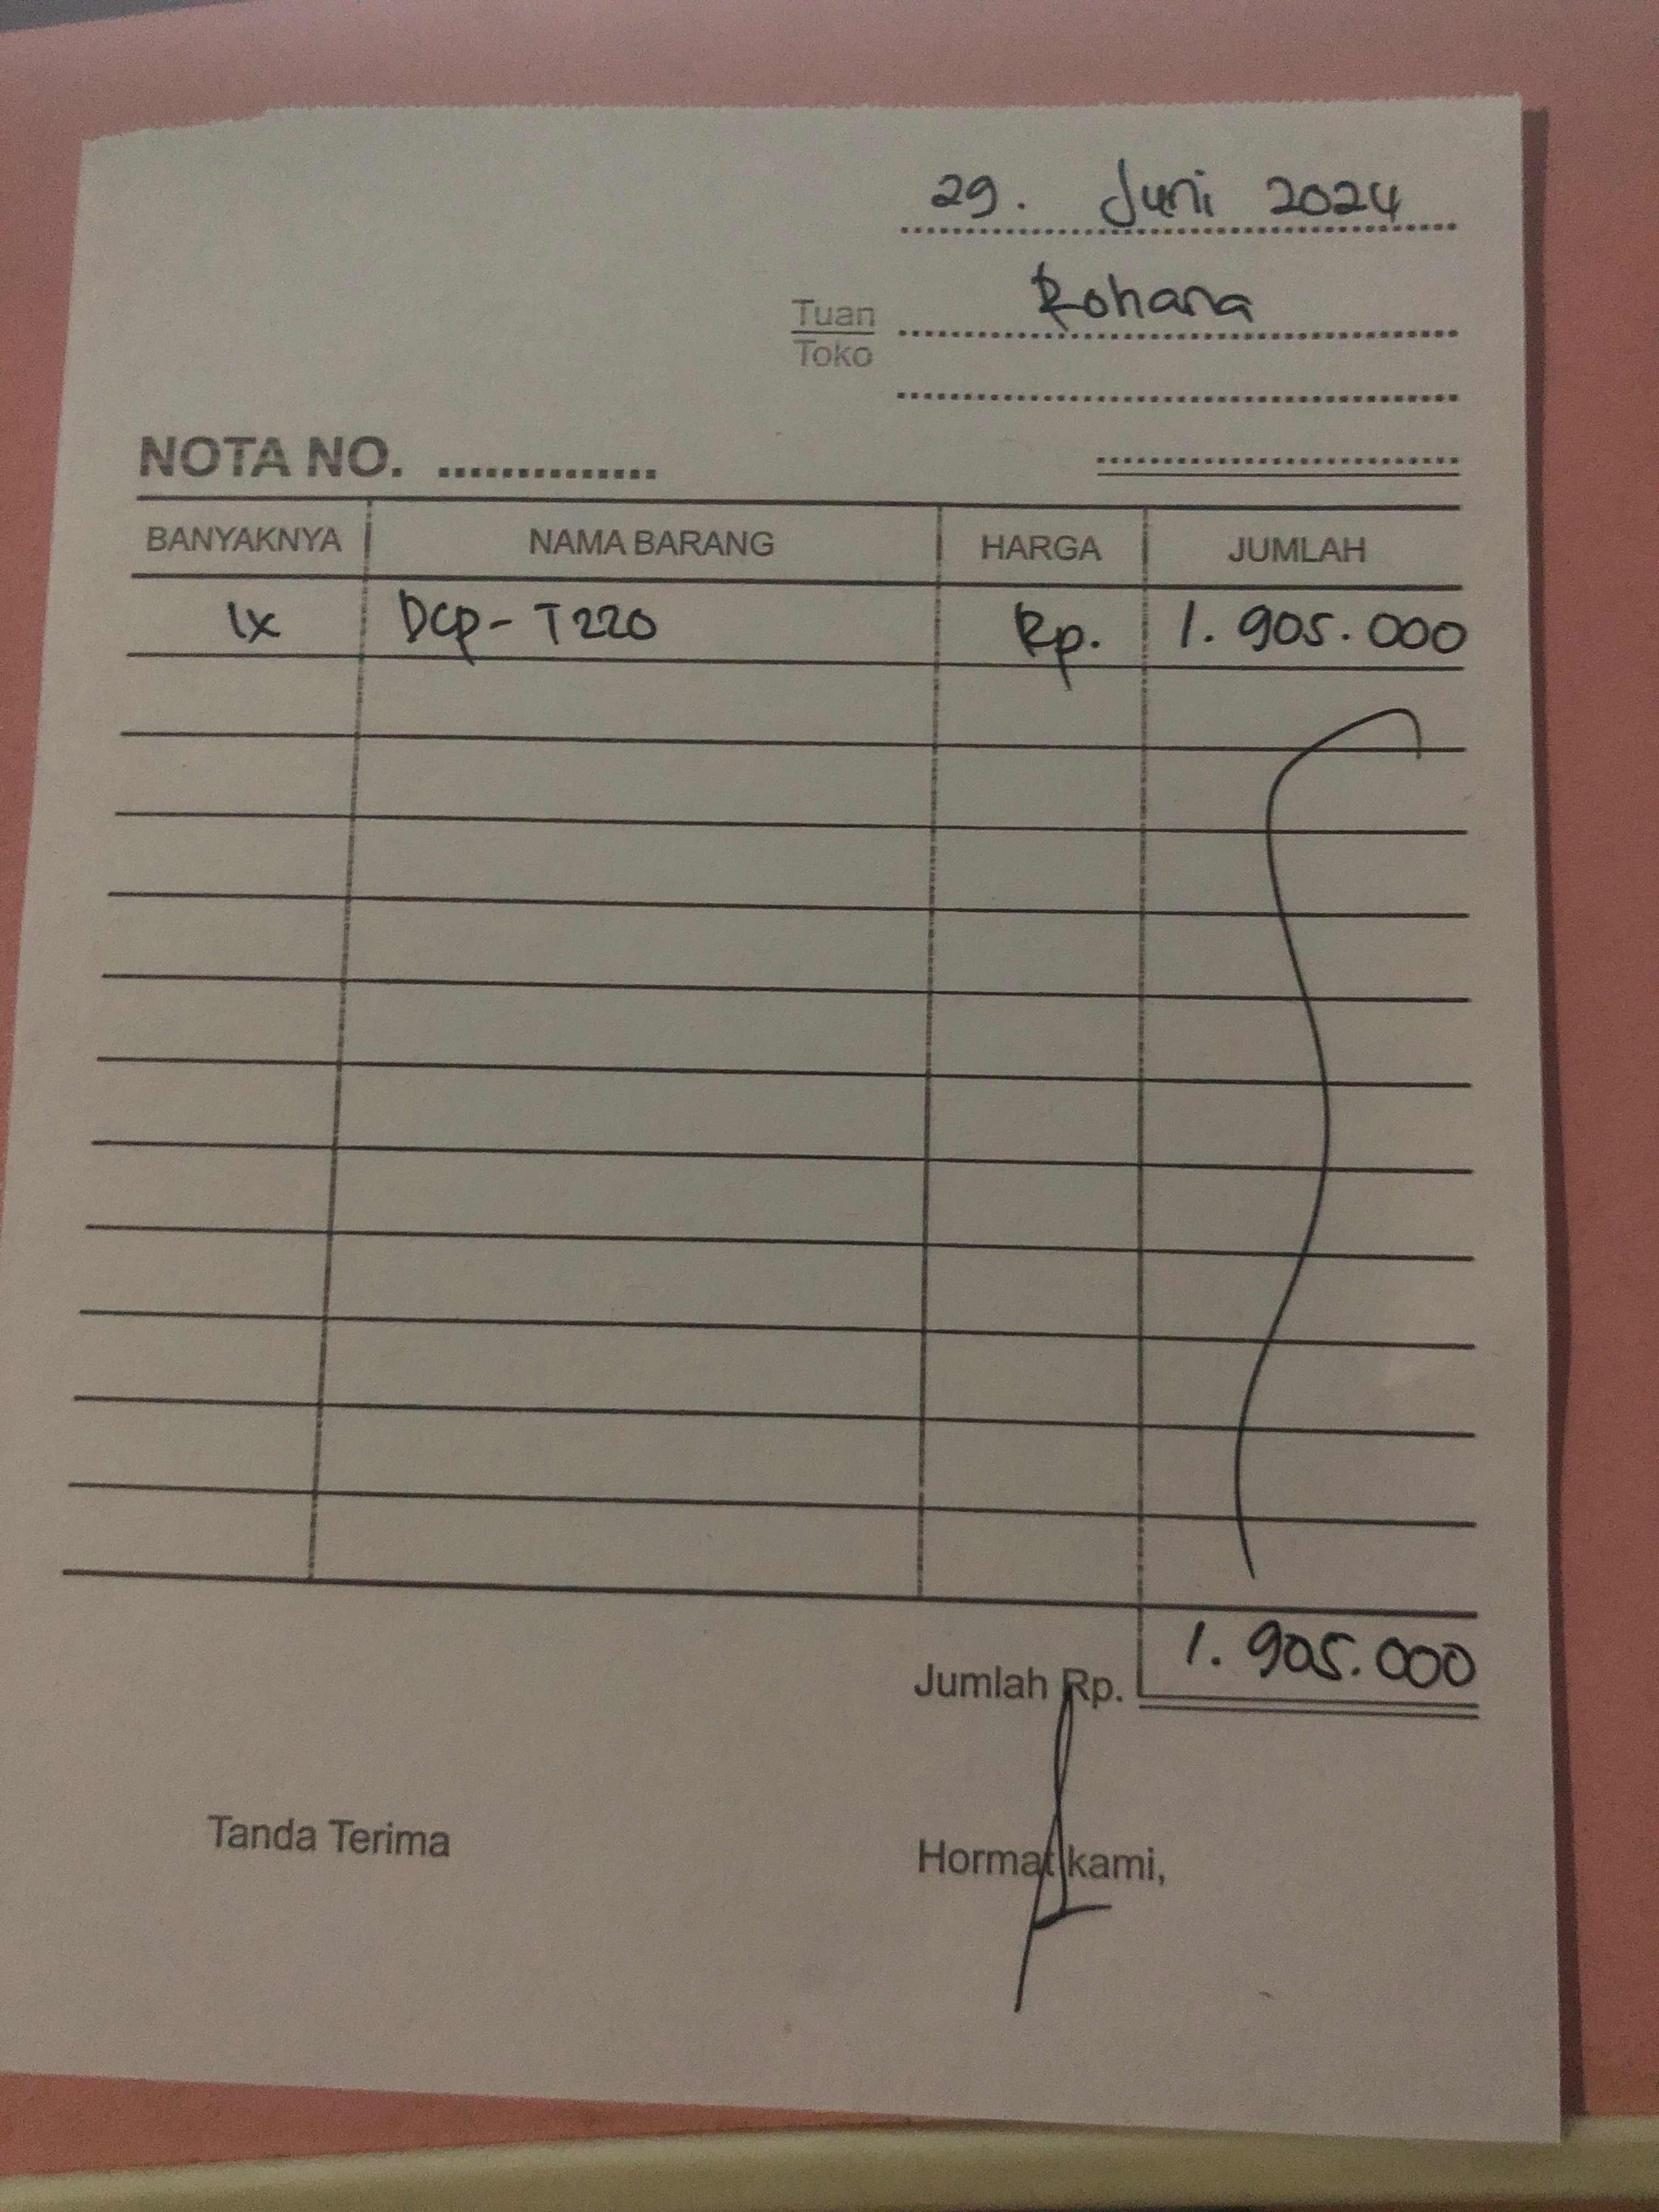 29. Juni 2024
Tuan Rohana
Toko
NOTA NO. ..............
BANYAKNYA NAMA BARANG HARGA JUMLAH
1x DCP-T220 Rp. 1.905.000
Jumlah Rp. 1.905.000
Tanda Terima Hormat kami,